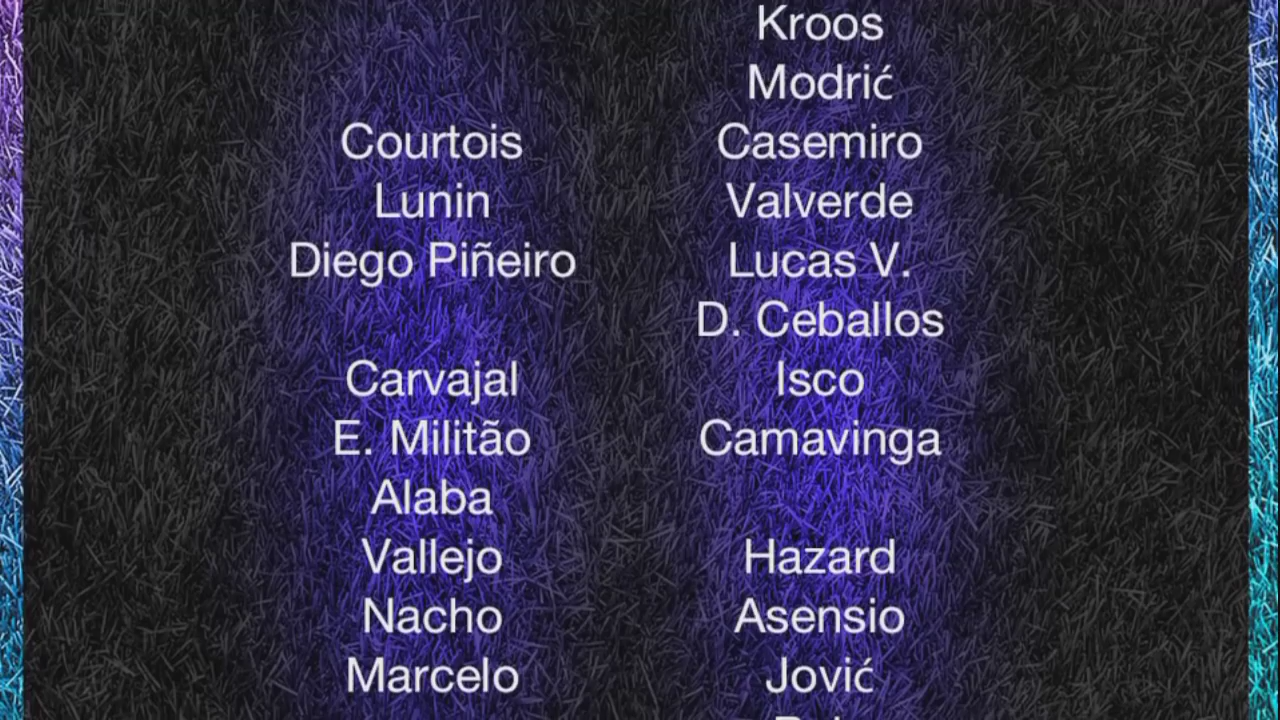 Courtois
Lunin
Diego Piñeiro
Carvajal
E. Militão
Alaba
Vallejo
Nacho
Marcelo
Kroos
Modrić
Casemiro
Valverde
Lucas V.
D. Ceballos
Isco
Camavinga
Hazard
Asensio
Jović